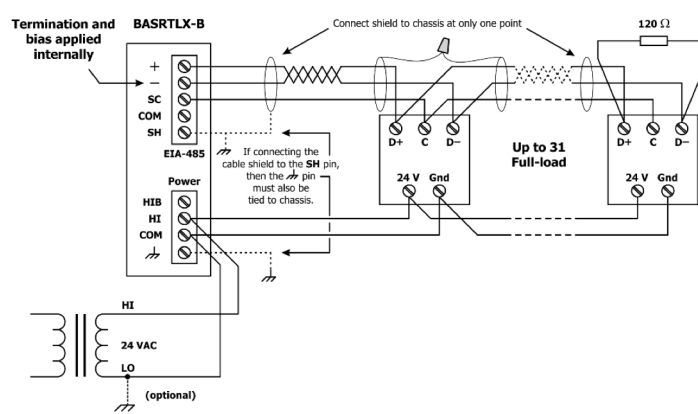 Termination and
bias applied
internally
BASRTLX-B
Connect shield to chassis at only one point
120 Ω
+
−
SC
COM
SH
EIA-485
D+ C D−
D+ C D−
Up to 31
Full-load
If connecting the
cable shield to the SH pin,
then the pin
must also be
tied to chassis.
Power
24 V Gnd
24 V Gnd
HIB
HI
COM
HI
24 VAC
LO
(optional)